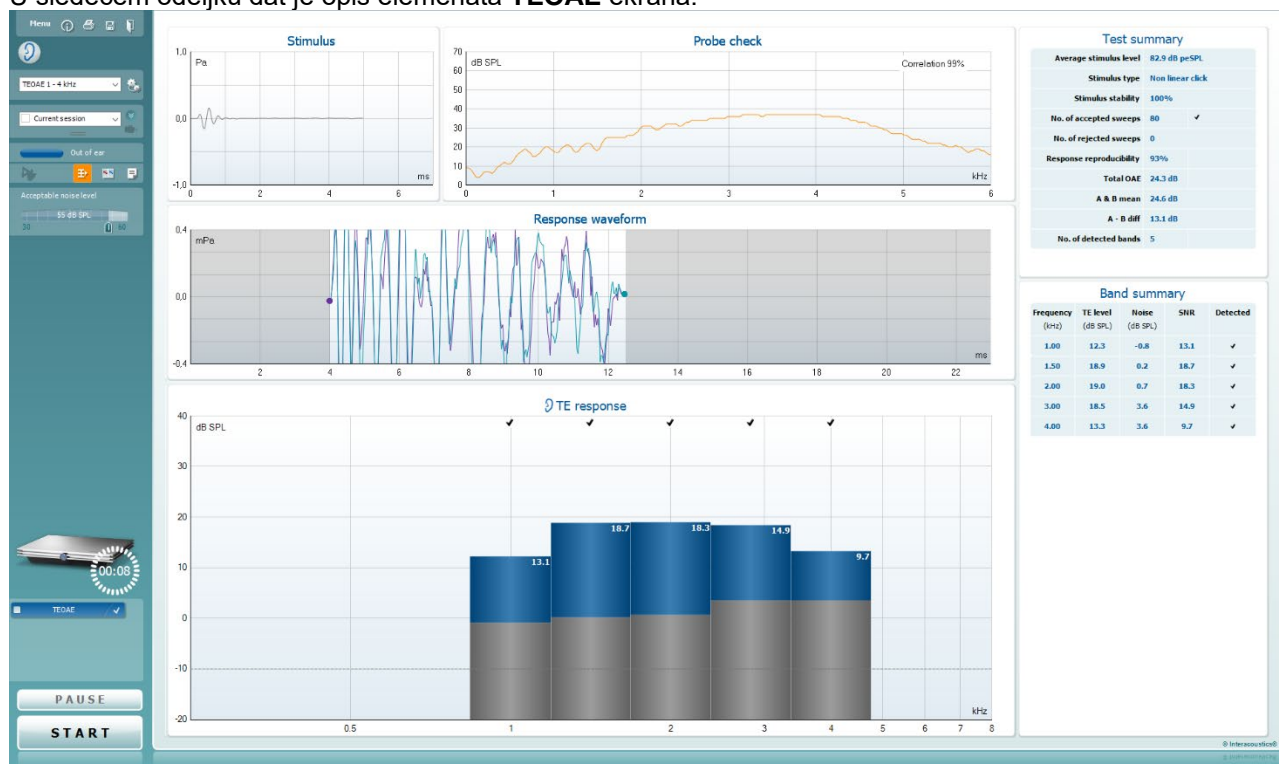 U sledećem odeljku dat je opis elemenata TEOAE ekrana.
Menu
TEOAE 1 - 4 kHz
Current session
Out of ear
Acceptable noise level
55 dB SPL
30 60
00:08
TEOAE
PAUSE
START
Stimulus
1,0
Pa
0,0
-1,0
ms
0 2 4 6
Probe check
70 dB SPL
Correlation 99%
60
50
40
30
20
10
0
kHz
0 1 2 3 4 5 6
Response waveform
0,4
mPa
0,0
-0,4
ms
2 4 6 8 10 12 14 16 18 20 22
TE response
40
dB SPL
30
20
10
0
-10
-20
13.1 18.7 18.3 14.9 9.7
kHz
0.5 1 2 3 4 5 6 7 8
Test summary
Average stimulus level 82.9 dB peSPL
Stimulus type Non linear click
Stimulus stability 100%
No. of accepted sweeps 80 ✔
No. of rejected sweeps 0
Response reproducibility 93%
Total OAE 24.3 dB
A & B mean 24.6 dB
A - B diff 13.1 dB
No. of detected bands 5
Band summary
Frequency TE level Noise SNR Detected
(kHz) (dB SPL) (dB SPL)
1.00 12.3 -0.8 13.1 ✔
1.50 18.9 0.2 18.7 ✔
2.00 19.0 0.7 18.3 ✔
3.00 18.5 3.6 14.9 ✔
4.00 13.3 3.6 9.7 ✔
© Interacoustics®